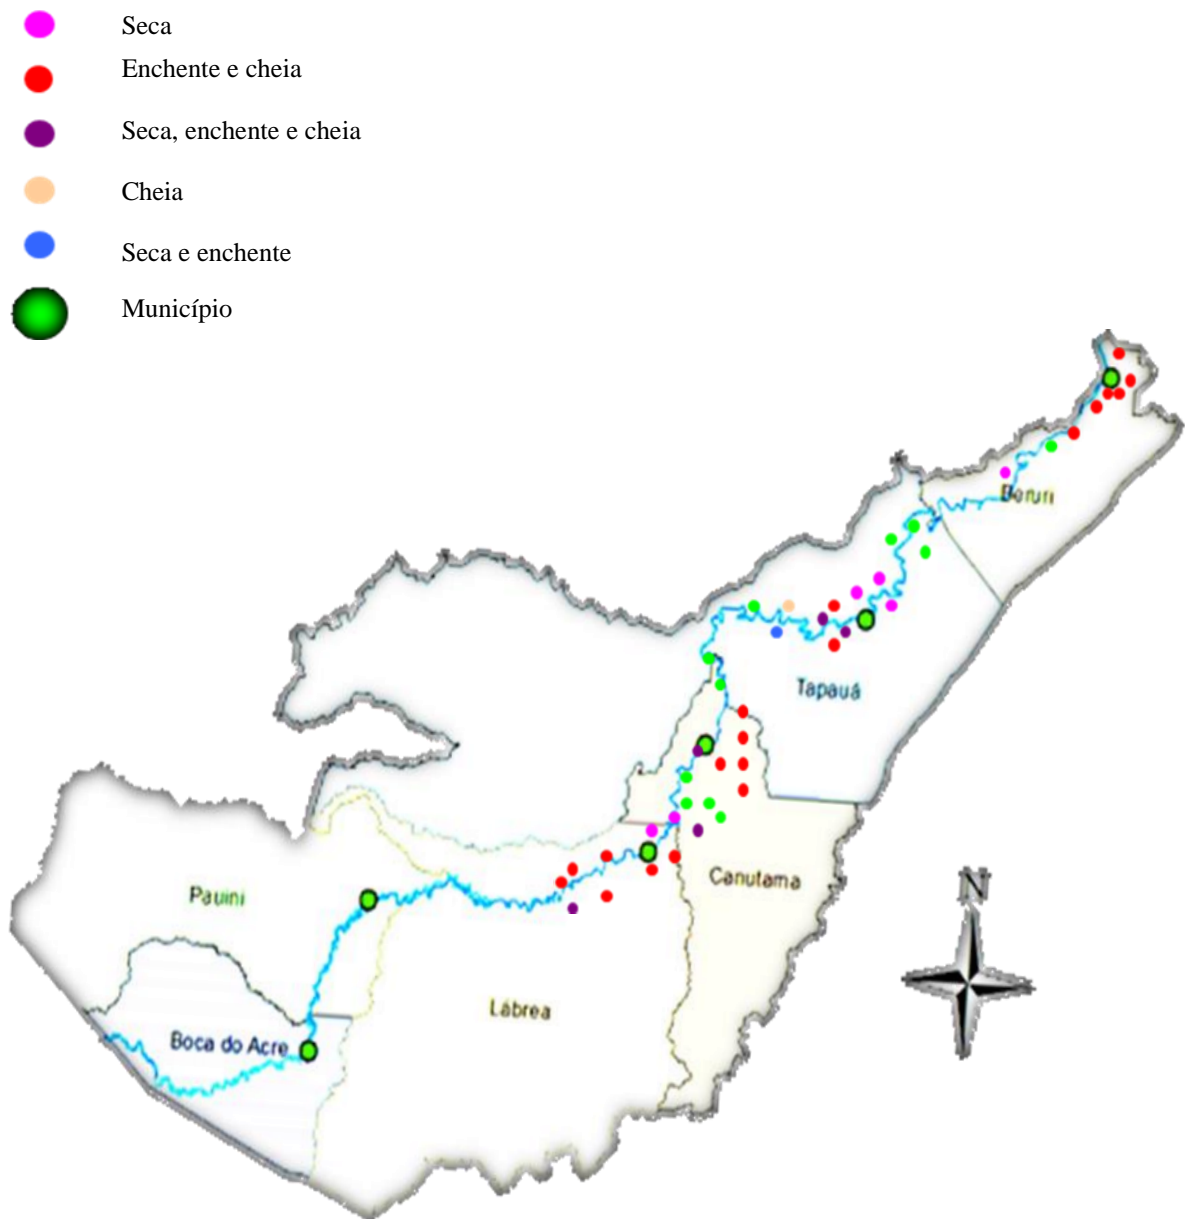 Seca
Enchente e cheia
Seca, enchente e cheia
Cheia
Seca e enchente
Município
Beruri
Tapauá
Canutama
Pauini
N
Lábrea
Boca do Acre